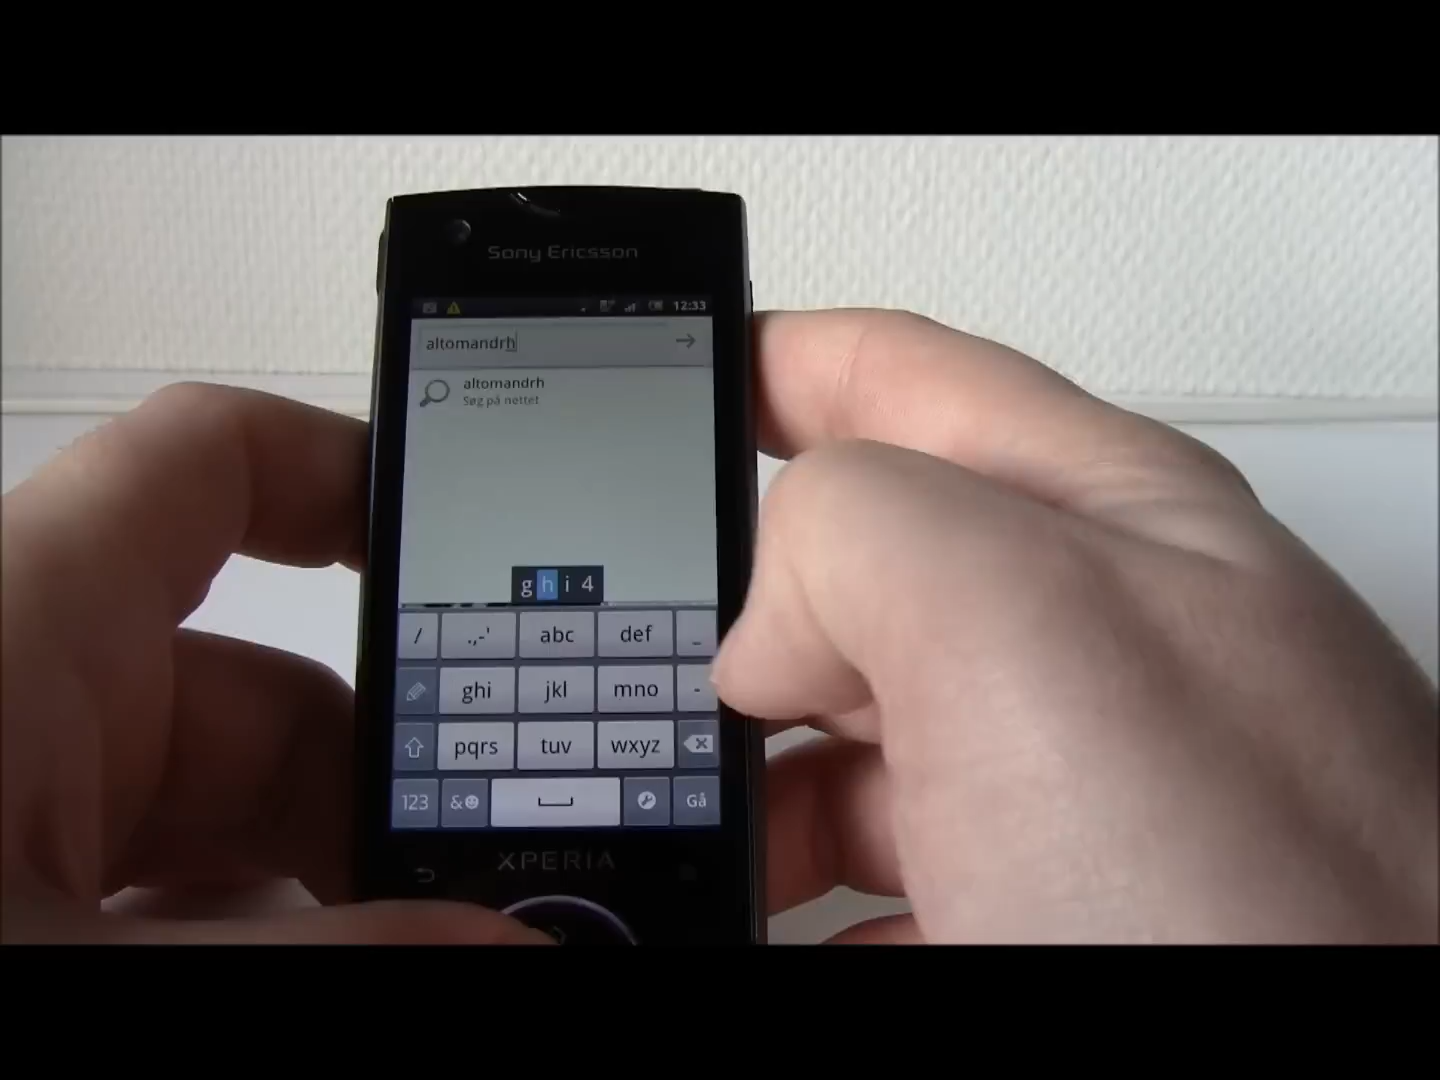 Sony Ericsson
12:33
altomandrh
altomandrh
Søg på nettet
g h i 4
/ .,-' abc def _
ghi jkl mno -
pqrs tuv wxyz
123 & Gå
XPERIA